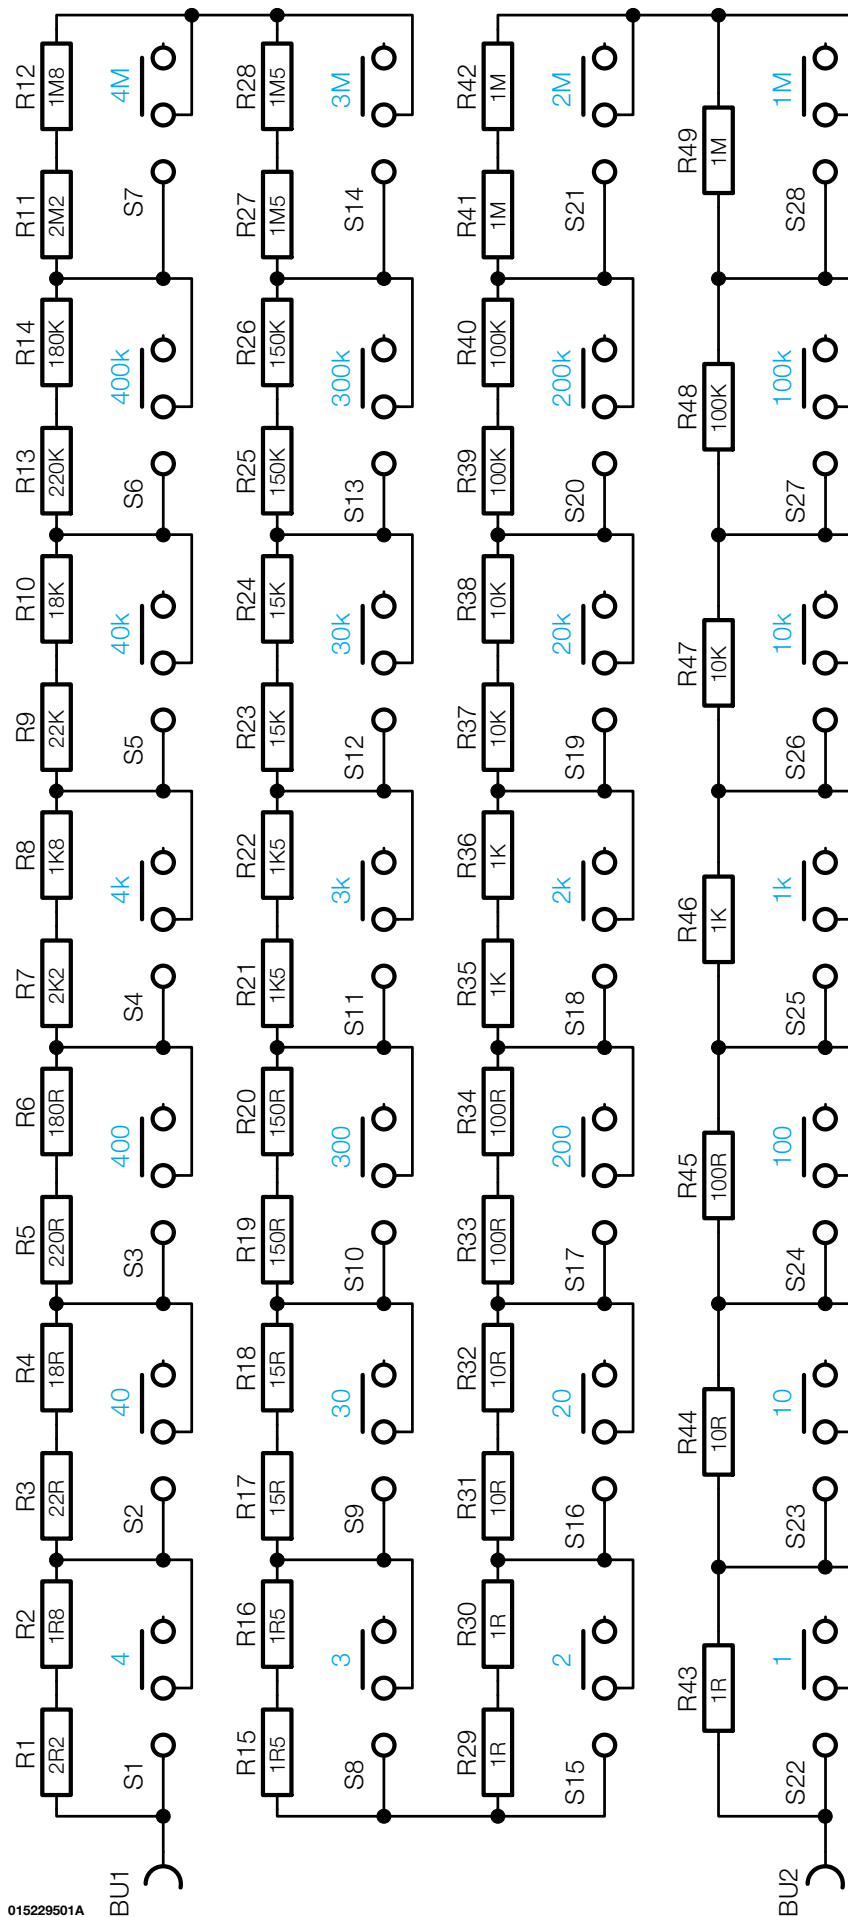 R12
1M8
4M
R11
2M2
S7
R14
180K
400k
R13
220K
S6
R10
18K
40k
R9
22K
S5
R8
1K8
4k
R7
2K2
S4
R6
180R
400
R5
220R
S3
R4
18R
40
R3
22R
S2
R2
1R8
4
R1
2R2
S1
BU1
R28
1M5
3M
R27
1M5
S14
R26
150K
300k
R25
150K
S13
R24
15K
30k
R23
15K
S12
R22
1K5
3k
R21
1K5
S11
R20
150R
300
R19
150R
S10
R18
15R
30
R17
15R
S9
R16
1R5
3
R15
1R5
S8
R42
1M
2M
R41
1M
S21
R40
100K
200k
R39
100K
S20
R38
10K
20k
R37
10K
S19
R36
1K
2k
R35
1K
S18
R34
100R
200
R33
100R
S17
R32
10R
20
R31
10R
S16
R30
1R
2
R29
1R
S15
R49
1M
1M
S28
R48
100K
100k
S27
R47
10K
10k
S26
R46
1K
1k
S25
R45
100R
100
S24
R44
10R
10
S23
R43
1R
1
S22
BU2
015229501A